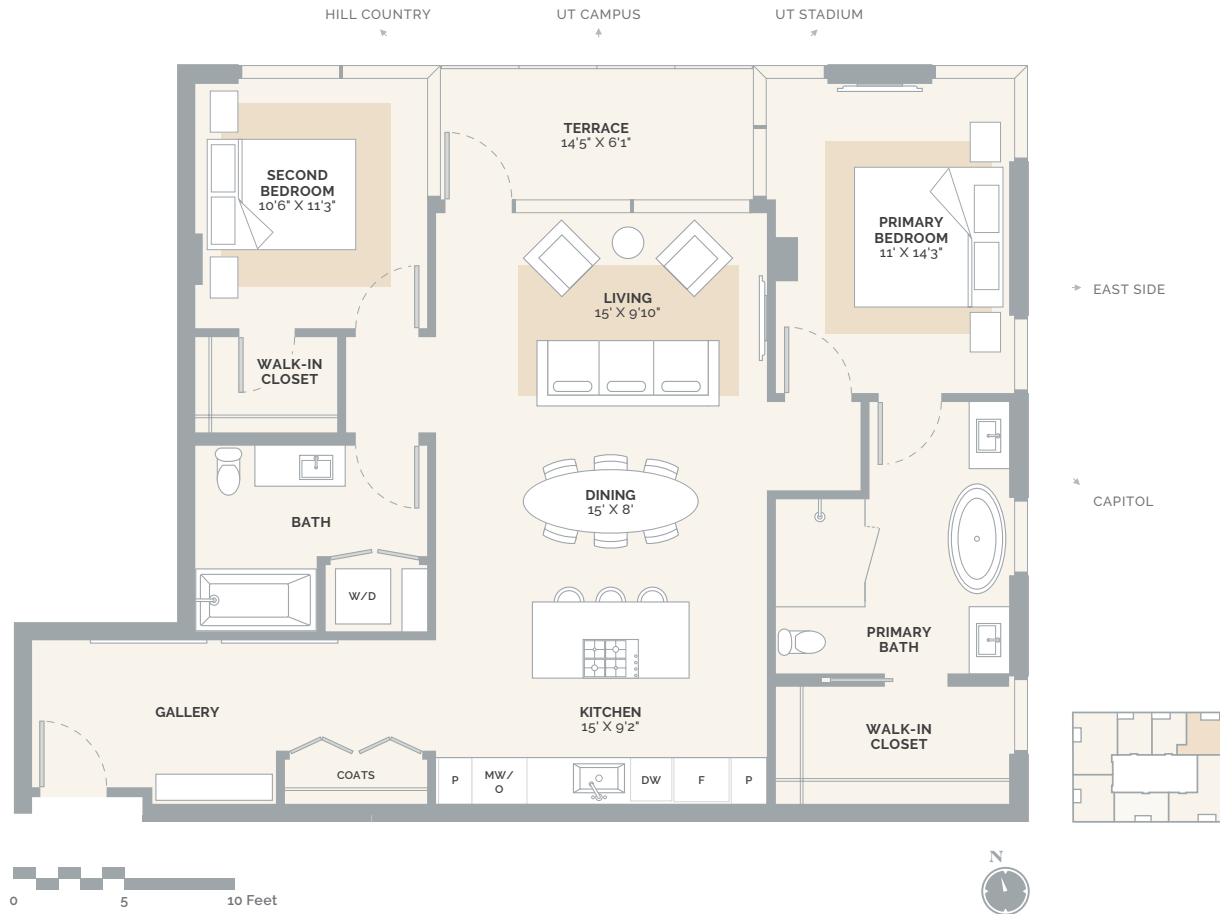 HILL COUNTRY
UT CAMPUS
UT STADIUM
TERRACE
14'5" X 6'1"
SECOND
BEDROOM
10'6" X 11'3"
PRIMARY
BEDROOM
11' X 14'3"
EAST SIDE
LIVING
15' X 9'10"
WALK-IN
CLOSET
DINING
15' X 8'
CAPITOL
BATH
W/D
PRIMARY
BATH
GALLERY
KITCHEN
15' X 9'2"
WALK-IN
CLOSET
COATS
P
MW/
O
DW
F
P
N
0
5
10 Feet